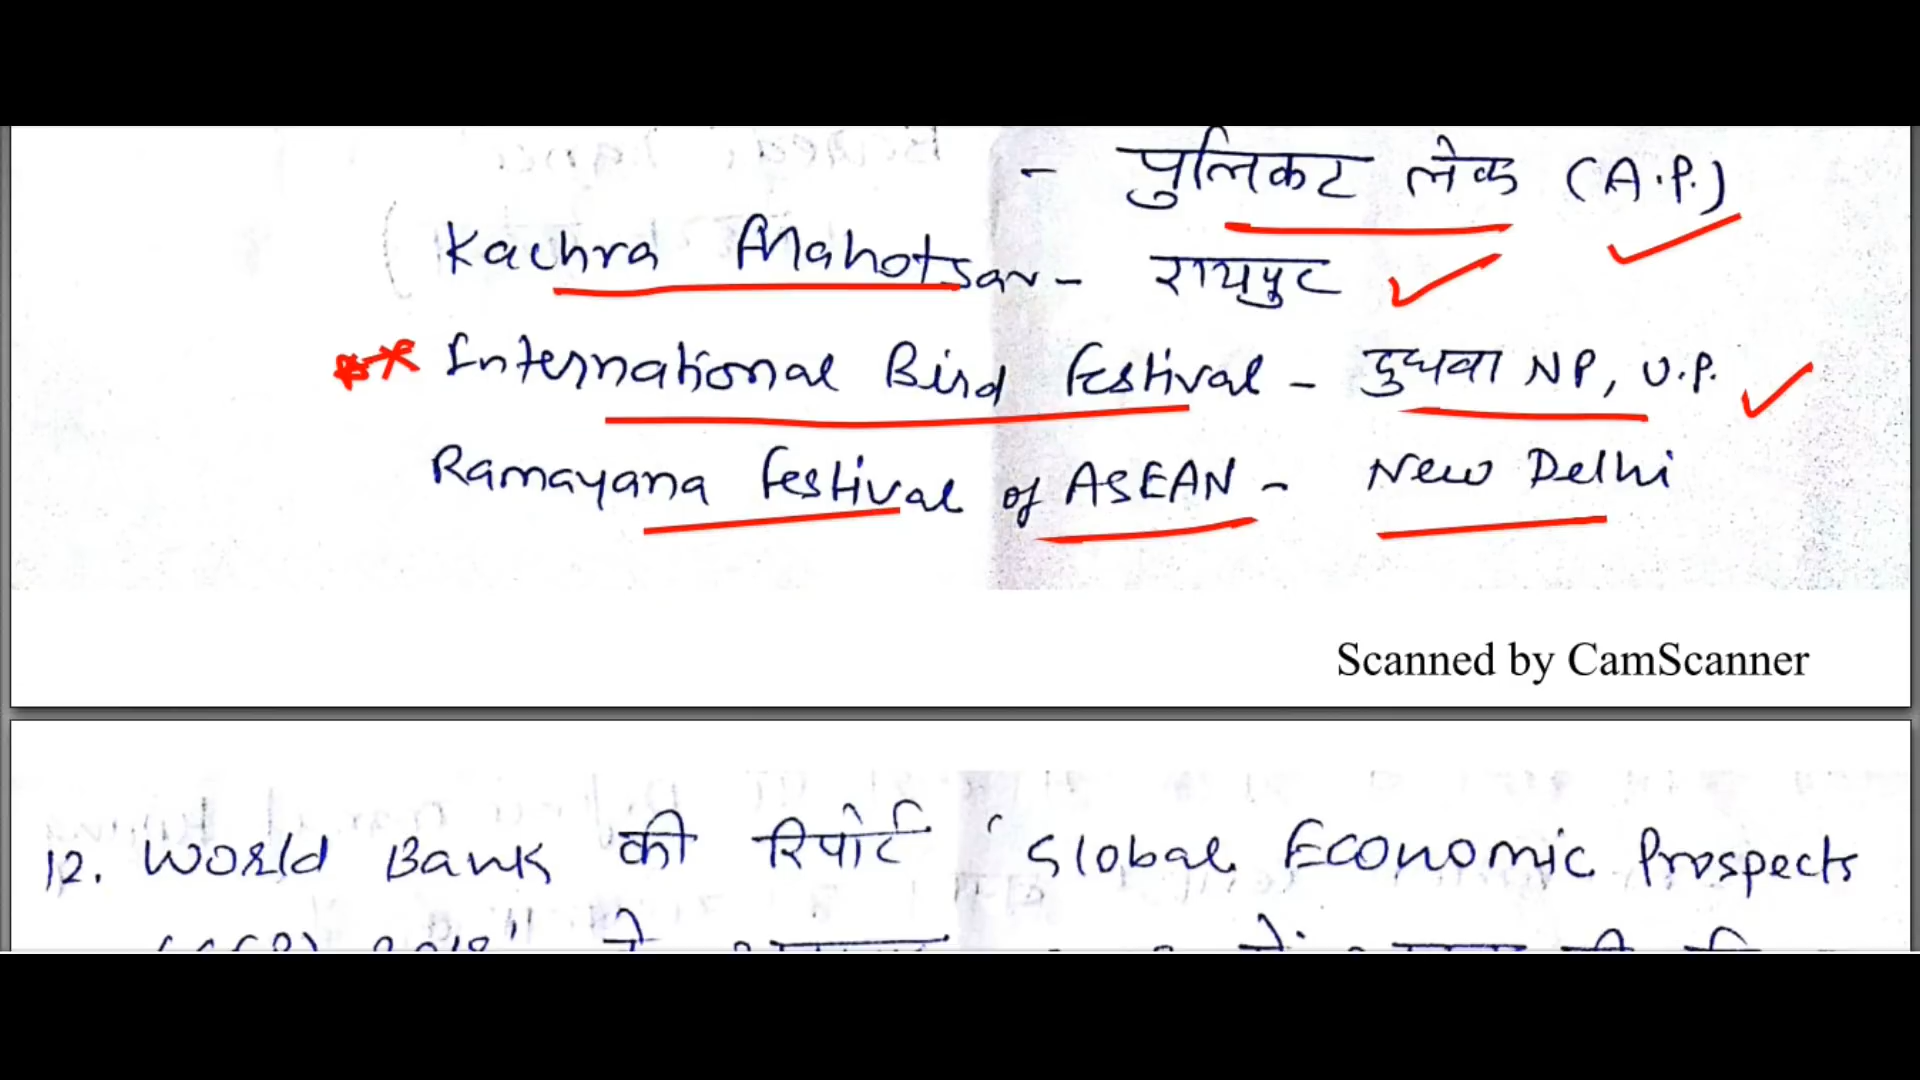 - पुलिकट लेक (A.P.)
Kachra Mahotsav - रायपुर
** International Bird Festival - दुधवा NP, U.P.
Ramayana Festival of ASEAN - New Delhi
Scanned by CamScanner
12. World Bank की रिपोर्ट 'Global Economic Prospects